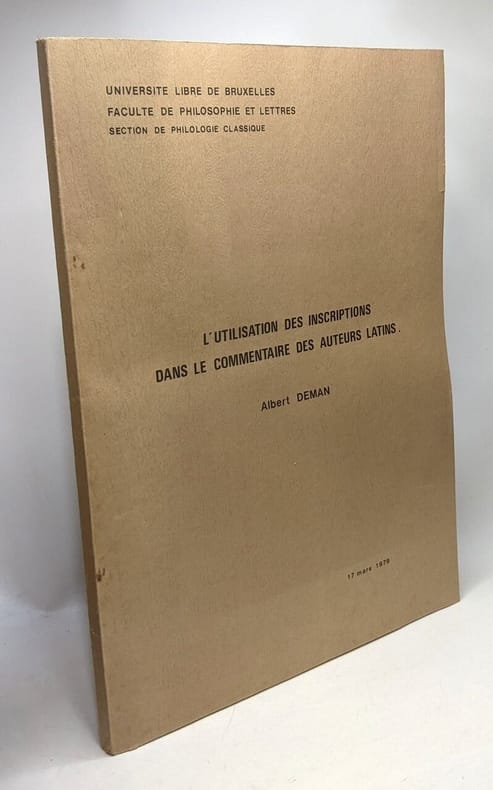 UNIVERSITE LIBRE DE BRUXELLES
FACULTE DE PHILOSOPHIE ET LETTRES
SECTION DE PHILOLOGIE CLASSIQUE
L'UTILISATION DES INSCRIPTIONS
DANS LE COMMENTAIRE DES AUTEURS LATINS.
Albert DEMAN
17 mars 1979